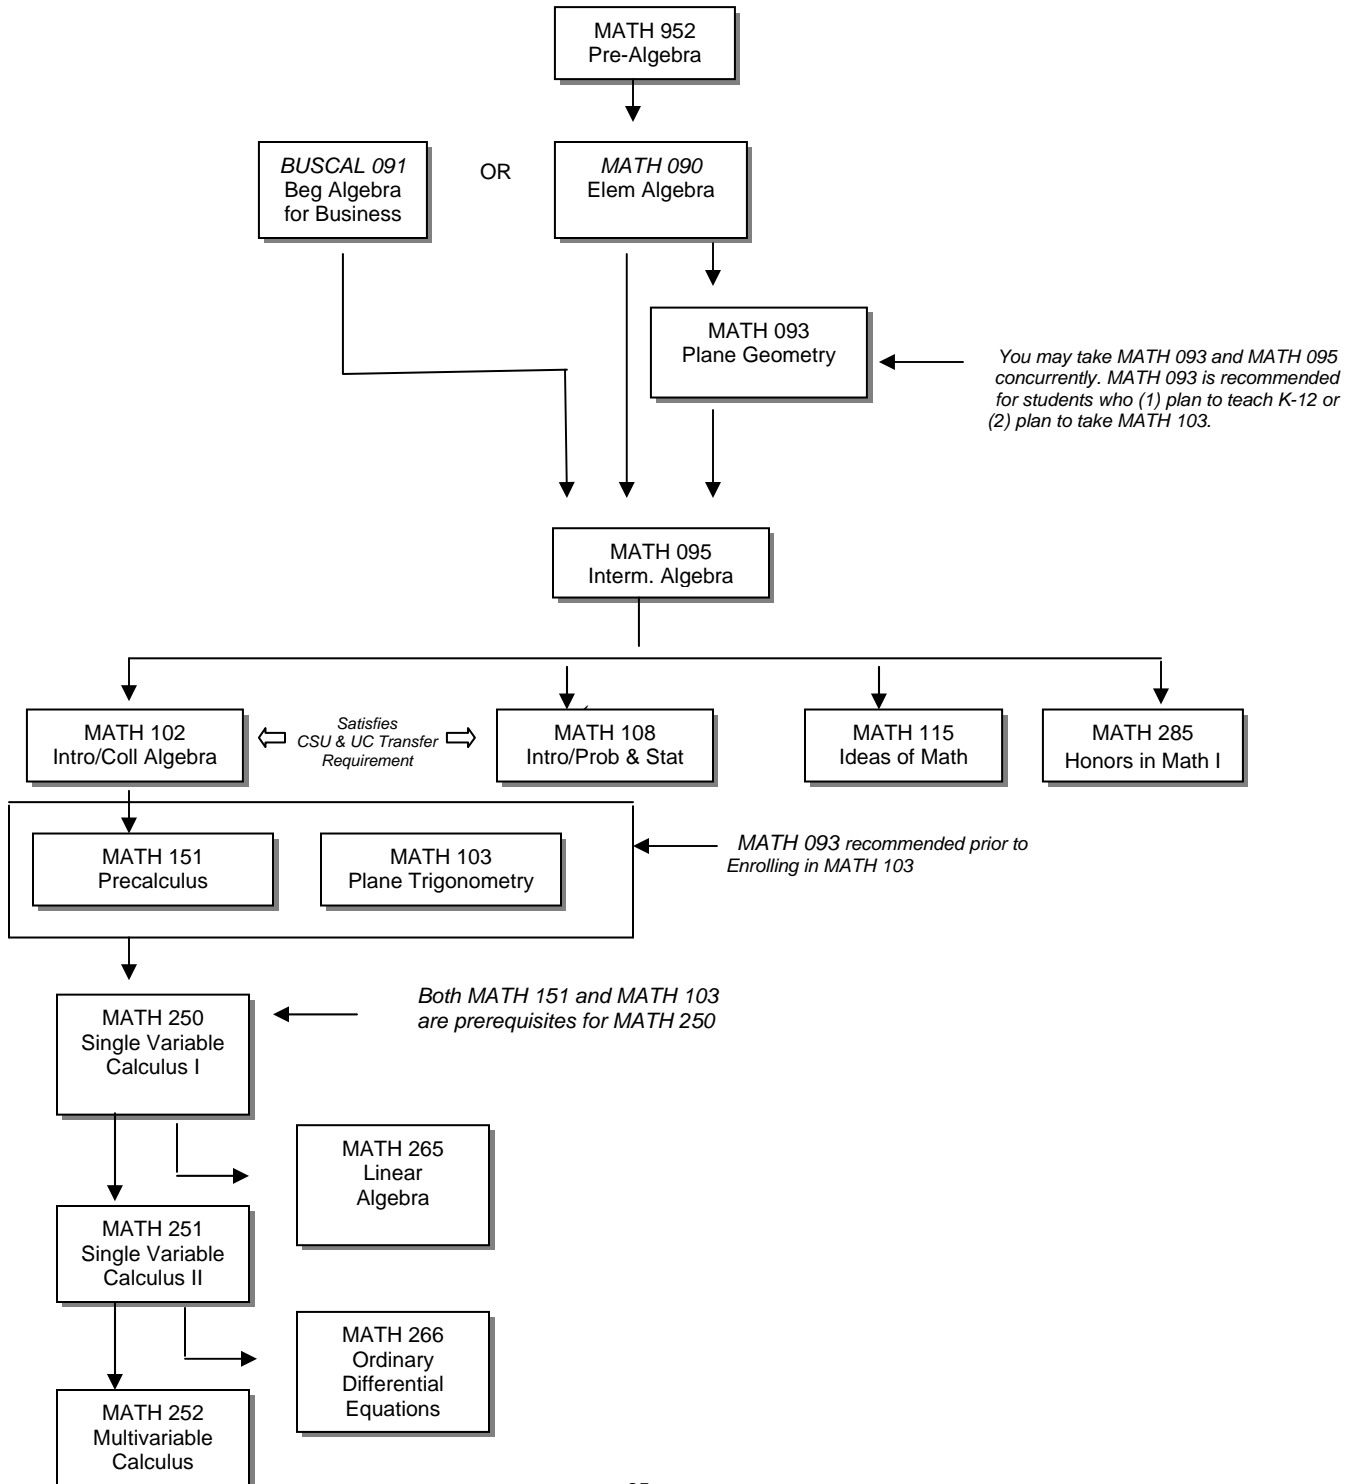 MATH 952
Pre-Algebra
BUSCAL 091
Beg Algebra
for Business
OR
MATH 090
Elem Algebra
MATH 093
Plane Geometry
You may take MATH 093 and MATH 095
concurrently. MATH 093 is recommended
for students who (1) plan to teach K-12 or
(2) plan to take MATH 103.
MATH 095
Interm. Algebra
MATH 102
Intro/Coll Algebra
Satisfies
CSU & UC Transfer
Requirement
MATH 108
Intro/Prob & Stat
MATH 115
Ideas of Math
MATH 285
Honors in Math I
MATH 151
Precalculus
MATH 103
Plane Trigonometry
MATH 093 recommended prior to
Enrolling in MATH 103
MATH 250
Single Variable
Calculus I
Both MATH 151 and MATH 103
are prerequisites for MATH 250
MATH 265
Linear
Algebra
MATH 251
Single Variable
Calculus II
MATH 266
Ordinary
Differential
Equations
MATH 252
Multivariable
Calculus